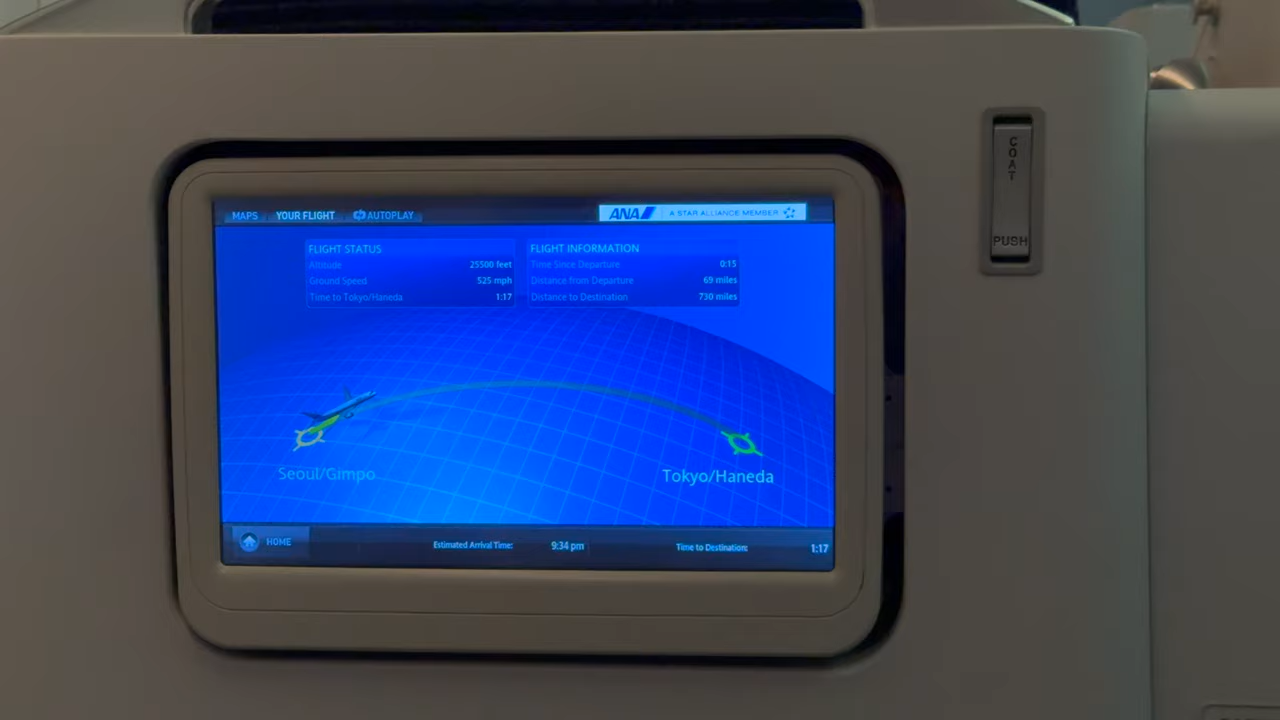 COAT
PUSH
MAPS YOUR FLIGHT AUTOPLAY
ANA A STAR ALLIANCE MEMBER
FLIGHT STATUS
Altitude 25500 feet
Ground Speed 525 mph
Time to Tokyo/Haneda 1:17
FLIGHT INFORMATION
Time Since Departure 0:15
Distance from Departure 69 miles
Distance to Destination 730 miles
Seoul/Gimpo
Tokyo/Haneda
HOME
Estimated Arrival Time: 9:34 pm
Time to Destination: 1:17